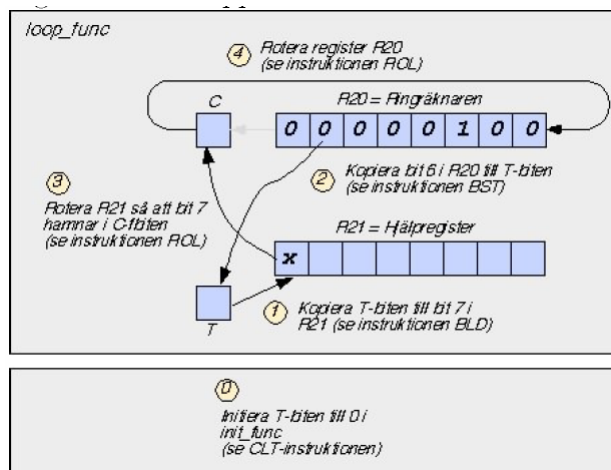 loop_func
4
Rotera register R20
(se instruktionen ROL)
C
R20 = Ringräknaren
0 0 0 0 0 1 0 0
3
2
Kopiera bit 6 i R20 till T-biten
(se instruktionen BST)
Rotera R21 så att bit 7
hamnar i C-fbiten
(se instruktionen ROL)
R21 = Hjälpregister
x
1
Kopiera T-biten till bit 7 i
R21 (se instruktionen BLD)
T
0
Initiera T-biten till 0 i
init_func
(se CLT-instruktionen)